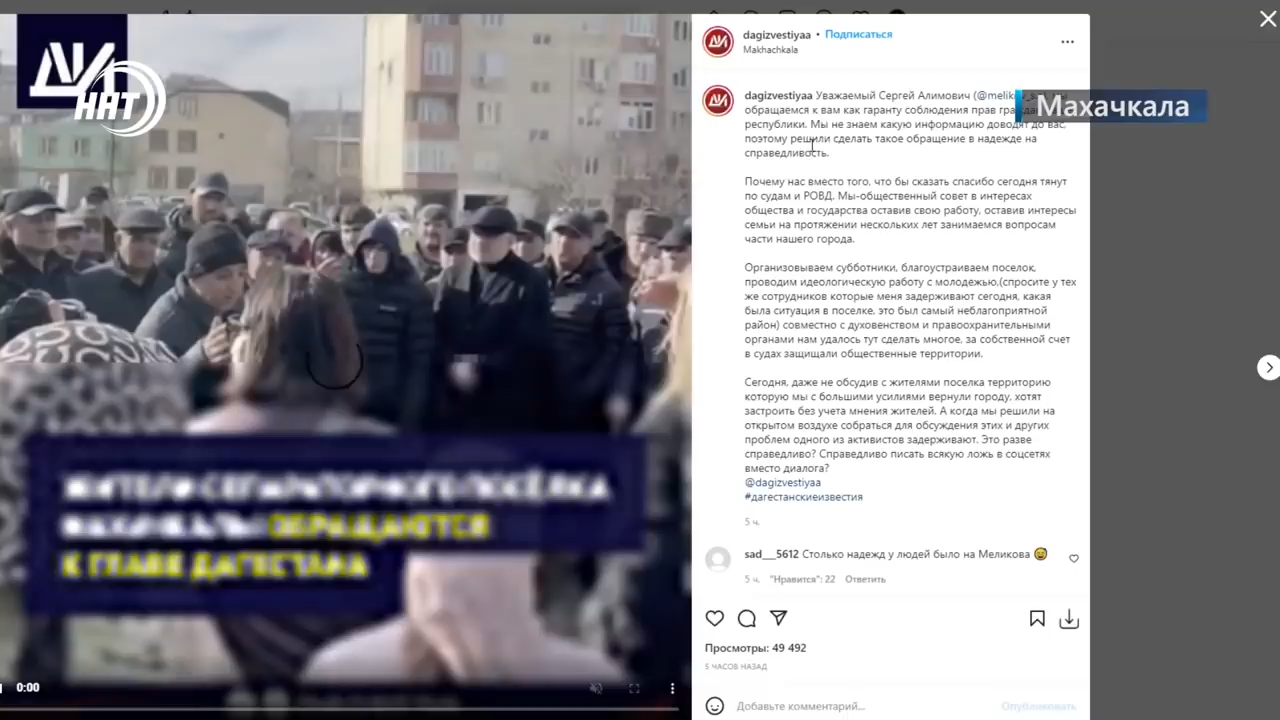 ДИ
ННТ
dagizvestiyaa • Подписаться
Makhachkala
Махачкала
dagizvestiyaa Уважаемый Сергей Алимович
обращаемся к вам как гаранту соблюдения прав
республики. Мы не знаем какую информацию доводят до вас,
поэтому решили сделать такое обращение в надежде на
справедливость.
Почему нас вместо того, что бы сказать спасибо сегодня тянут
по судам и РОВД. Мы-общественный совет в интересах
общества и государства оставив свою работу, оставив интересы
семьи на протяжении нескольких лет занимаемся вопросам
части нашего города.
Организовываем субботники, благоустраиваем поселок,
проводим идеологическую работу с молодежью,(спросите у тех
же сотрудников которые меня задерживают сегодня, какая
была ситуация в поселке, это был самый неблагоприятной
район) совместно с духовенством и правоохранительными
органами нам удалось тут сделать многое, за собственной счет
в судах защищали общественные территории.
Сегодня, даже не обсудив с жителями поселка территорию
которую мы с большими усилиями вернули городу, хотят
застроить без учета мнения жителей. А когда мы решили на
открытом воздухе собраться для обсуждения этих и других
проблем одного из активистов задерживают. Это разве
справедливо? Справедливо писать всякую ложь в соцсетях
вместо диалога?
@dagizvestiyaa
#дагестанскиеизвестия
5 ч.
sad___5612 Столько надежд у людей было на Меликова 😅
5 ч. "Нравится": 22 Ответить
Просмотры: 49 492
5 ЧАСОВ НАЗАД
Добавьте комментарий...
Опубликовать
ОБРАЩАЮТСЯ
К ГЛАВЕ ДАГЕСТАНА
0:00